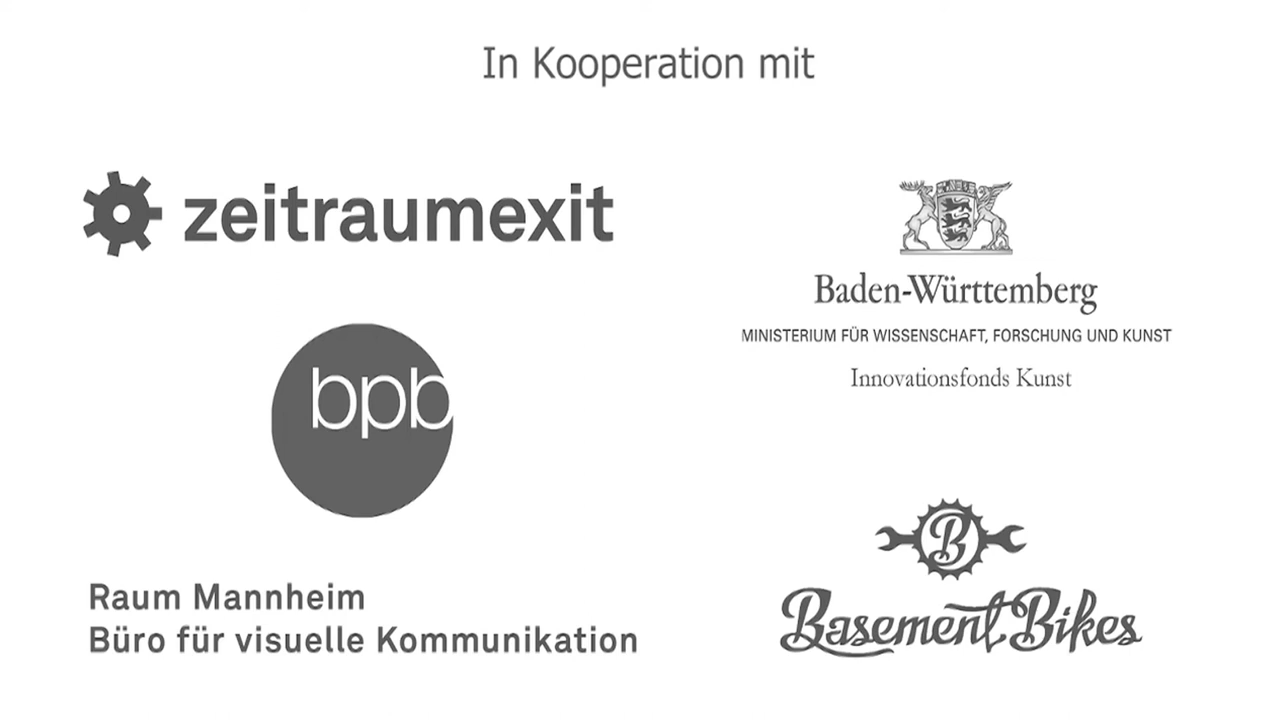 In Kooperation mit
zeitraumexit
bpb
Raum Mannheim
Büro für visuelle Kommunikation
Baden-Württemberg
MINISTERIUM FÜR WISSENSCHAFT, FORSCHUNG UND KUNST
Innovationsfonds Kunst
B
Basement Bikes